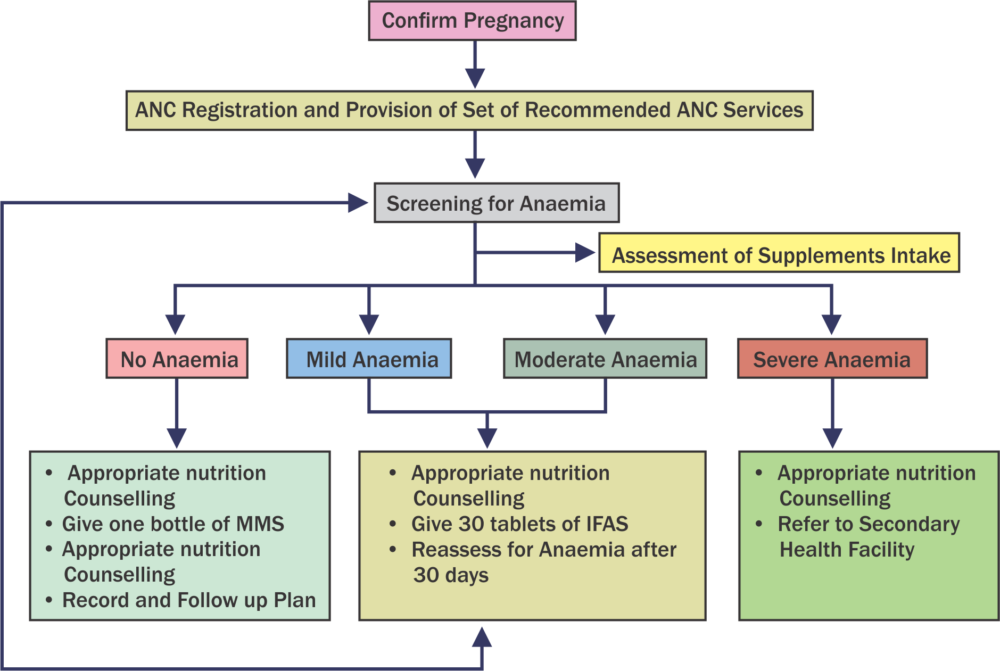 Confirm Pregnancy
ANC Registration and Provision of Set of Recommended ANC Services
Screening for Anaemia
Assessment of Supplements Intake
No Anaemia
Mild Anaemia
Moderate Anaemia
Severe Anaemia
• Appropriate nutrition
Counselling
• Give one bottle of MMS
• Appropriate nutrition
Counselling
• Record and Follow up Plan
• Appropriate nutrition
Counselling
• Give 30 tablets of IFAS
• Reassess for Anaemia after
30 days
• Appropriate nutrition
Counselling
• Refer to Secondary
Health Facility